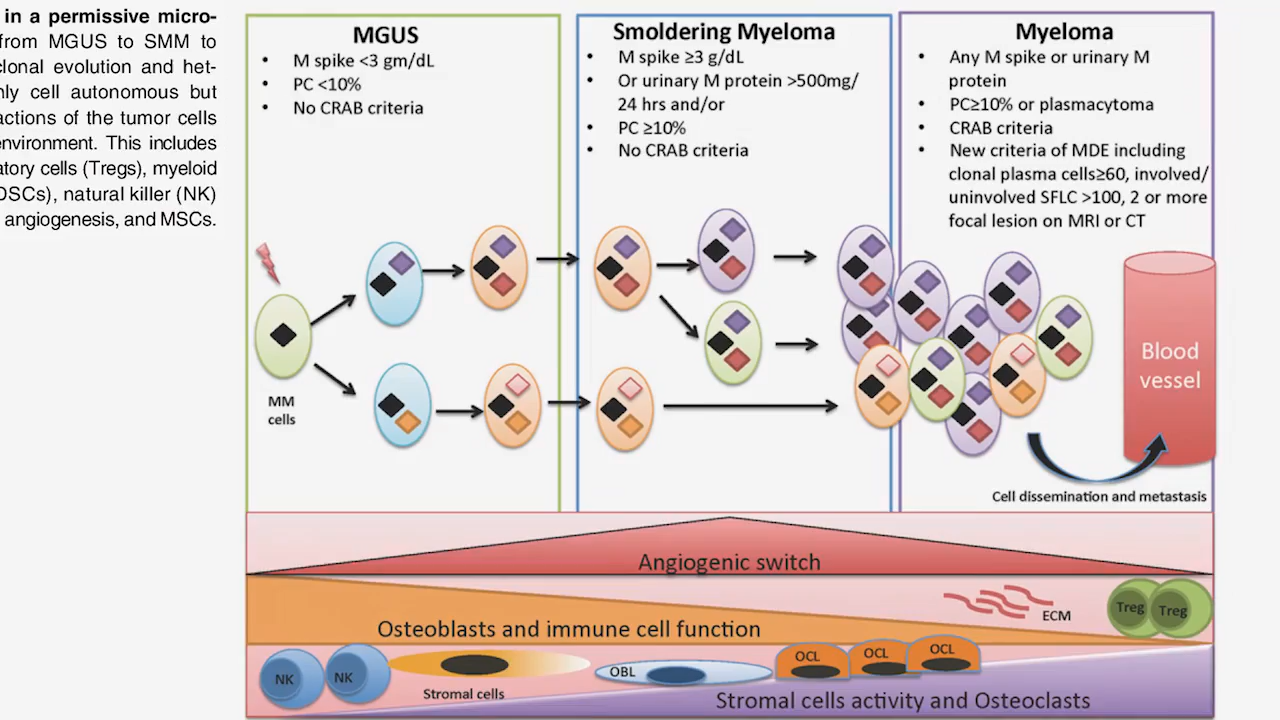 in a permissive micro-
from MGUS to SMM to
clonal evolution and het-
cell autonomous but
actions of the tumor cells
environment. This includes
cells (Tregs), myeloid
natural killer (NK)
angiogenesis, and MSCs.
MGUS
• M spike <3 gm/dL
• PC <10%
• No CRAB criteria
Smoldering Myeloma
• M spike ≥3 g/dL
• Or urinary M protein >500mg/
24 hrs and/or
• PC ≥10%
• No CRAB criteria
Myeloma
• Any M spike or urinary M
protein
• PC≥10% or plasmacytoma
• CRAB criteria
• New criteria of MDE including
clonal plasma cells≥60, involved/
uninvolved SFLC >100, 2 or more
focal lesion on MRI or CT
MM
cells
Blood
vessel
Cell dissemination and metastasis
Angiogenic switch
Osteoblasts and immune cell function
ECM
Treg
Treg
NK
NK
Stromal cells
OBL
OCL
OCL
OCL
Stromal cells activity and Osteoclasts